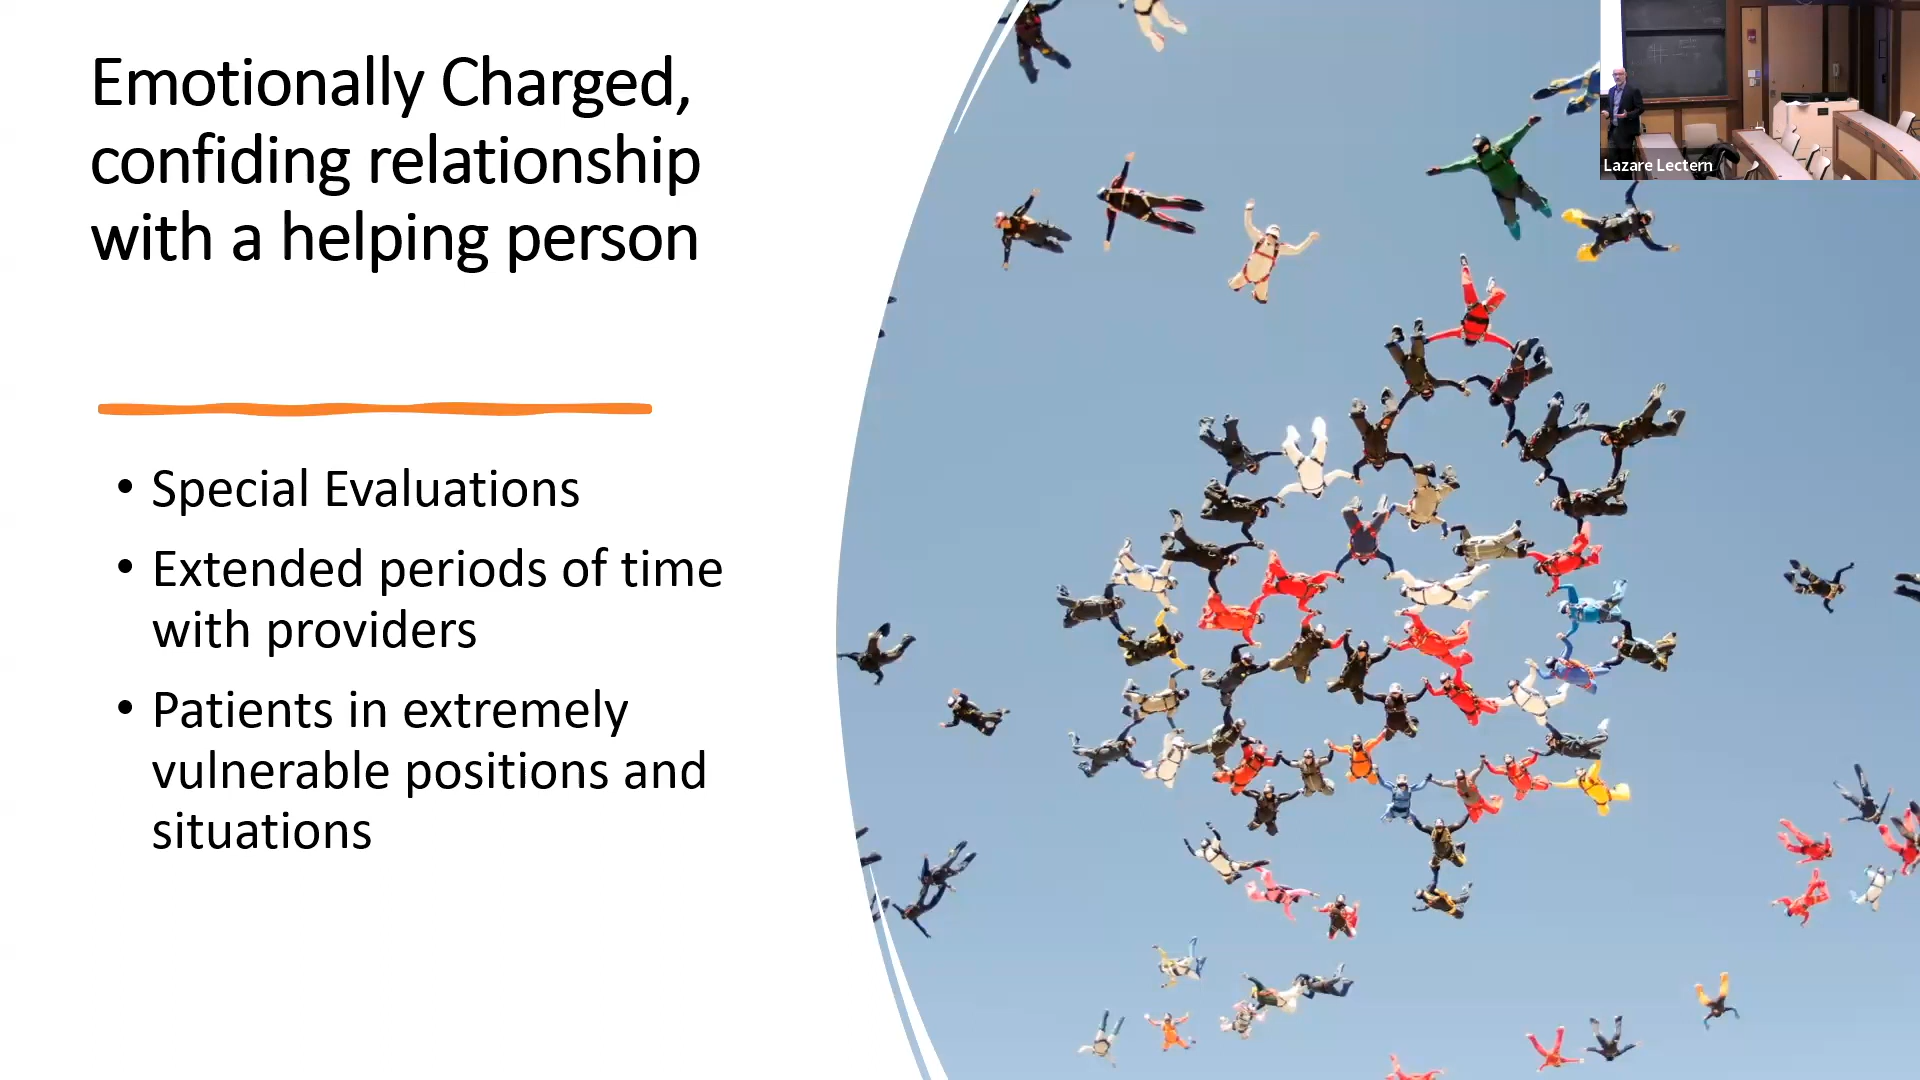 Emotionally Charged,
confiding relationship
with a helping person
• Special Evaluations
• Extended periods of time
with providers
• Patients in extremely
vulnerable positions and
situations
Lazare Lectern